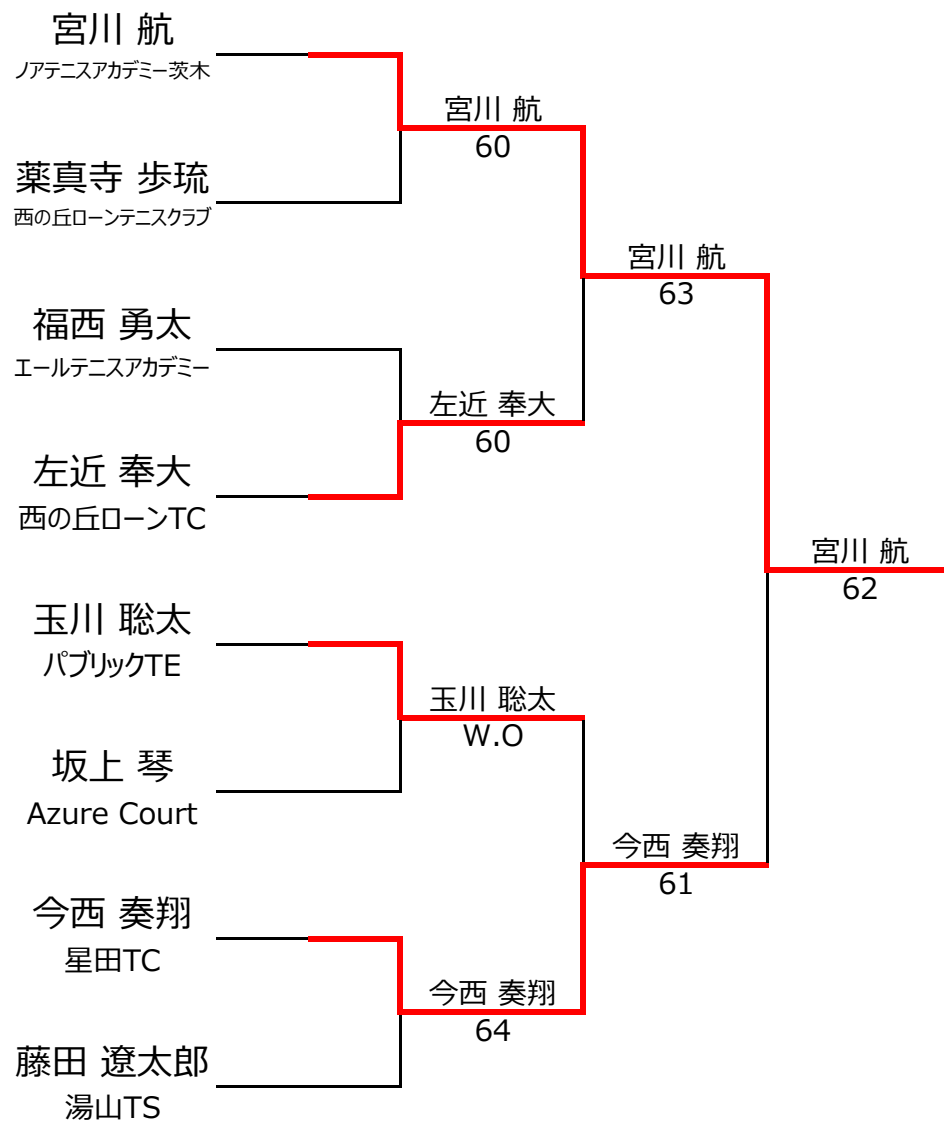 宮川 航
ノアテニスアカデミー茨木
薬真寺 歩琉
西の丘ローンテニスクラブ
福西 勇太
エールテニスアカデミー
左近 奉大
西の丘ローンTC
玉川 聡太
パブリックTE
坂上 琴
Azure Court
今西 奏翔
星田TC
藤田 遼太郎
湯山TS
宮川 航
60
左近 奉大
60
玉川 聡太
W.O
今西 奏翔
64
宮川 航
63
今西 奏翔
61
宮川 航
62